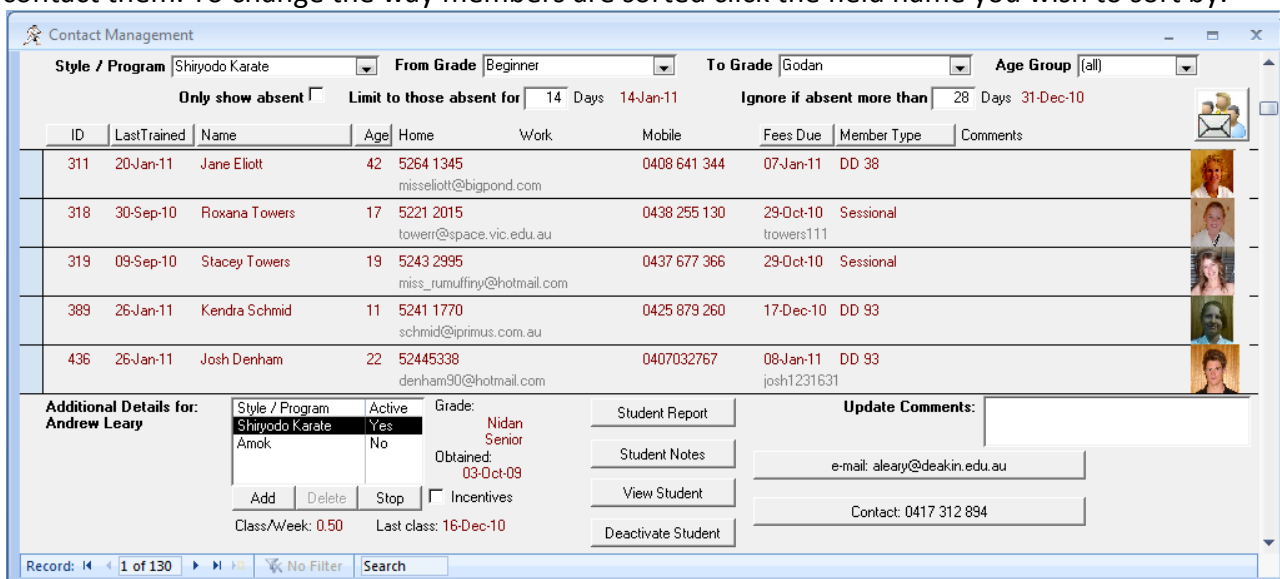 contact them. To change the way members are sorted click the field name you wish to sort by.
Contact Management
Style / Program Shiryodo Karate From Grade Beginner To Grade Godan Age Group (all)
Only show absent Limit to those absent for 14 Days 14-Jan-11 Ignore if absent more than 28 Days 31-Dec-10
ID LastTrained Name Age Home Work Mobile Fees Due Member Type Comments
311 20-Jan-11 Jane Eliott 42 5264 1345 0408 641 344 07-Jan-11 DD 38
misseliott@bigpond.com
318 30-Sep-10 Roxana Towers 17 5221 2015 0438 255 130 29-Oct-10 Sessional
towerr@space.vic.edu.au trowers111
319 09-Sep-10 Stacey Towers 19 5243 2995 0437 677 366 29-Oct-10 Sessional
miss_rumuffiny@hotmail.com
389 26-Jan-11 Kendra Schmid 11 5241 1770 0425 879 260 17-Dec-10 DD 93
schmid@iprimus.com.au
436 26-Jan-11 Josh Denham 22 52445338 0407032767 08-Jan-11 DD 93
denham90@hotmail.com josh1231631
Additional Details for:
Andrew Leary
Style / Program Active
Shiryodo Karate Yes
Amok No
Add Delete Stop
Class/Week: 0.50 Last class: 16-Dec-10
Grade:
Nidan
Senior
Obtained:
03-Oct-09
Incentives
Student Report
Student Notes
View Student
Deactivate Student
Update Comments:
e-mail: aleary@deakin.edu.au
Contact: 0417 312 894
Record: 1 of 130 No Filter Search